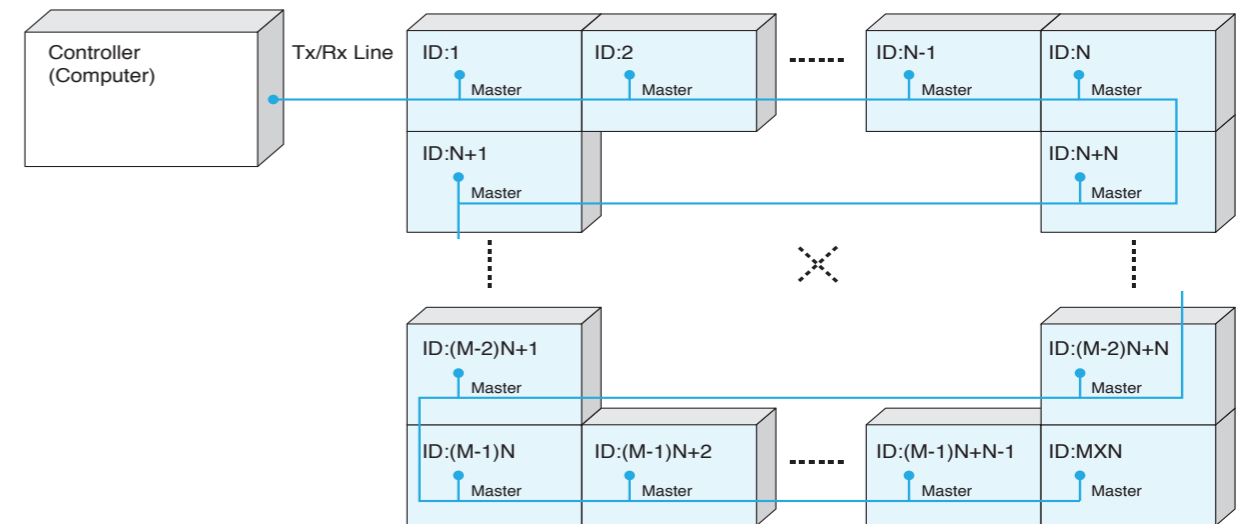 Controller
(Computer)
Tx/Rx Line
ID:1
Master
ID:2
Master
ID:N-1
Master
ID:N
Master
ID:N+1
Master
ID:N+N
Master
ID:(M-2)N+1
Master
ID:(M-2)N+N
Master
ID:(M-1)N
Master
ID:(M-1)N+2
Master
ID:(M-1)N+N-1
Master
ID:MXN
Master